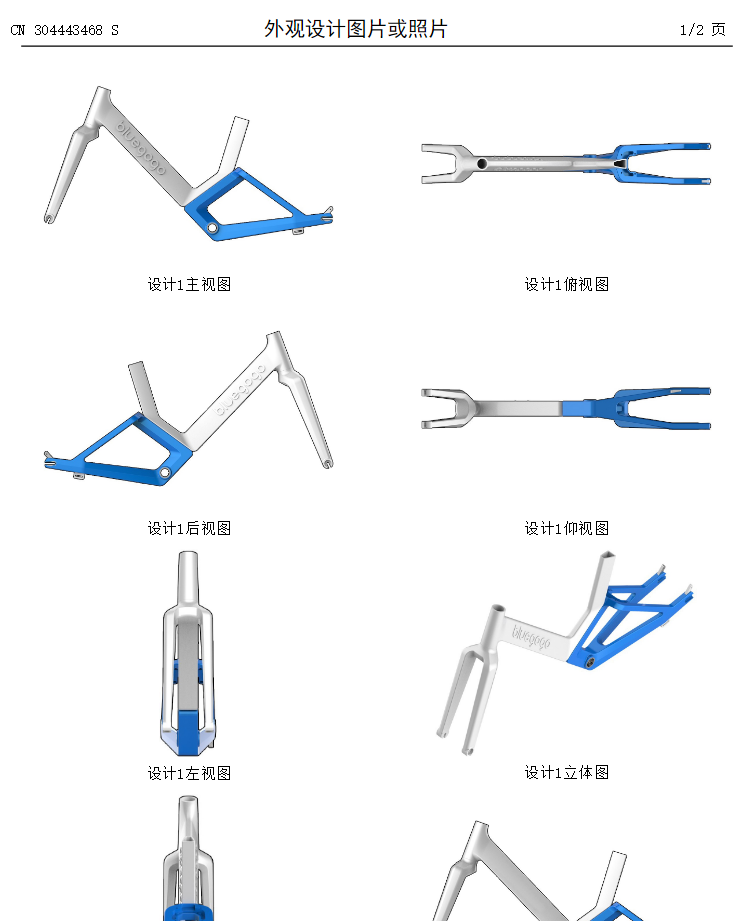 CN 304443468 S
外观设计图片或照片
1/2 页
bluegogo
设计1主视图
设计1俯视图
bluegogo
设计1后视图
设计1仰视图
bluegogo
设计1左视图
设计1立体图